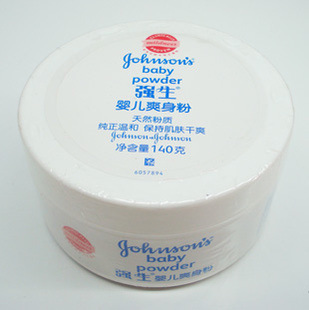 Johnson's
baby
powder
强生
婴儿爽身粉
天然粉质
纯正温和 保持肌肤干爽
Johnson & Johnson
净含量140克
6057894
Johnson's
baby
powder
强生 婴儿爽身粉